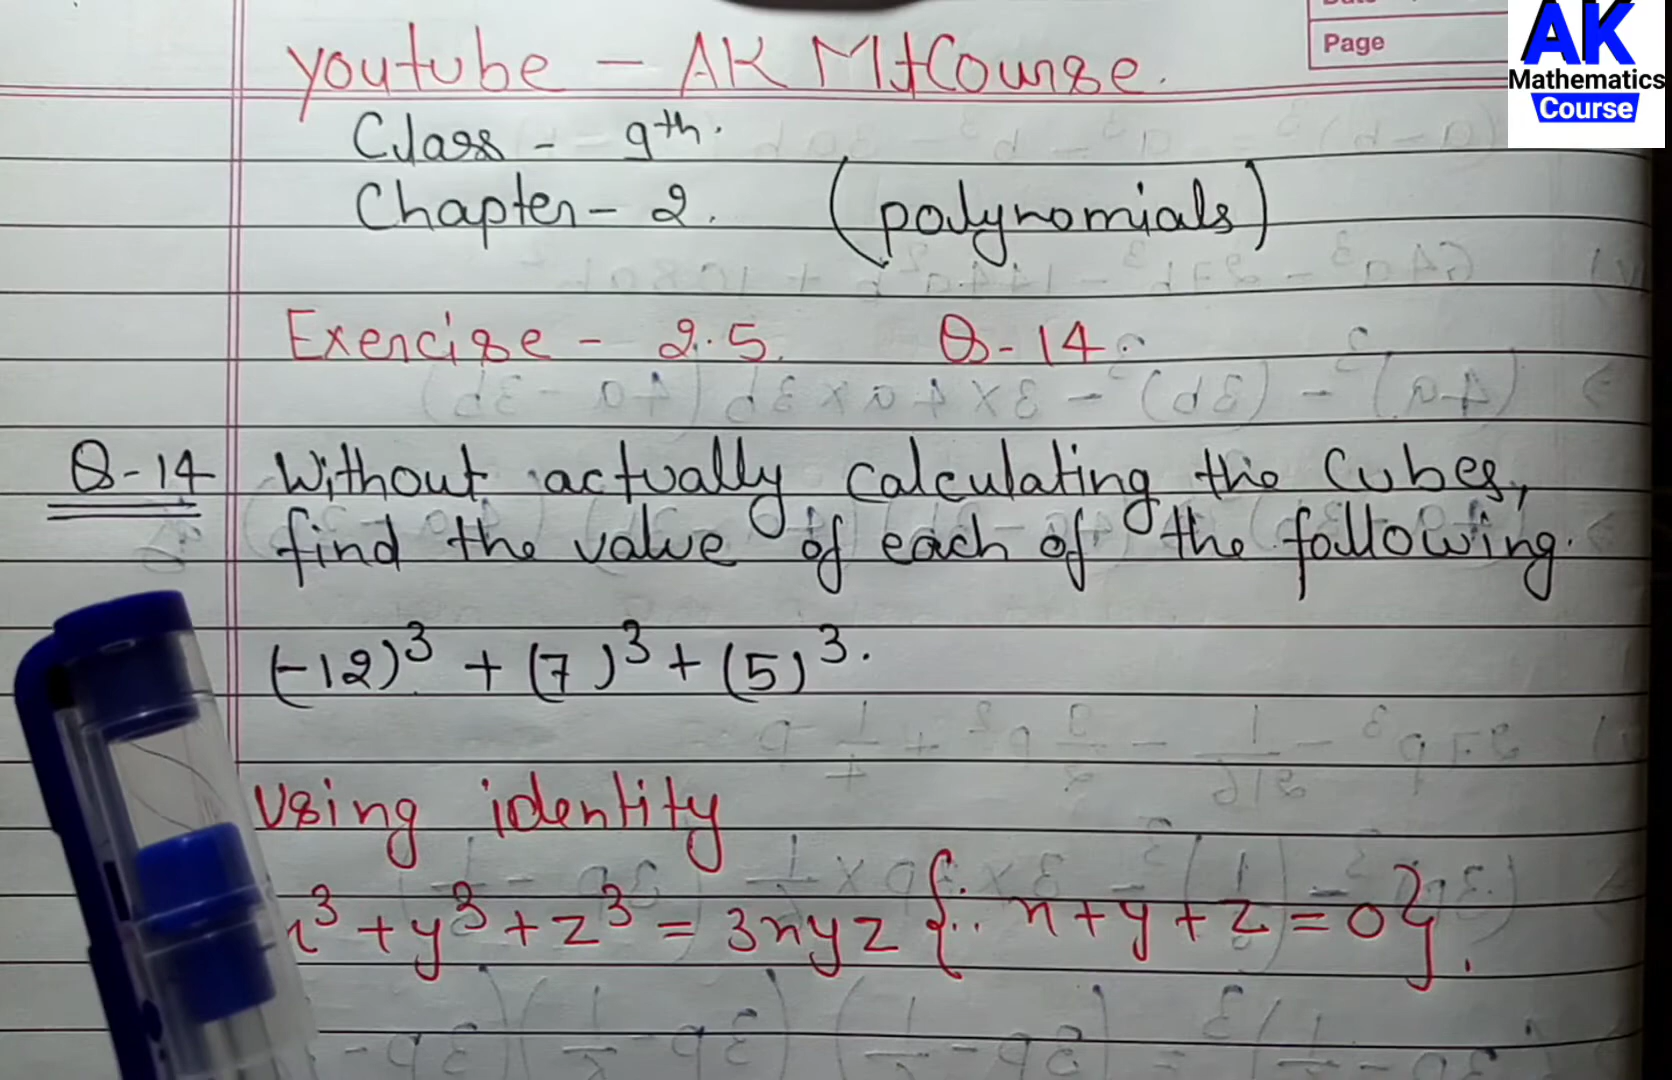 youtube - AK MtCourse.
Page
AK
Mathematics
Course
Class - 9th.
Chapter - 2. (polynomials)
Exercise - 2.5. Q-14.
Q-14 Without actually calculating the Cubes,
find the value of each of the following.
(-12)³ + (7)³ + (5)³.
Using identity
x³ + y³ + z³ = 3xyz {∵ x + y + z = 0}.